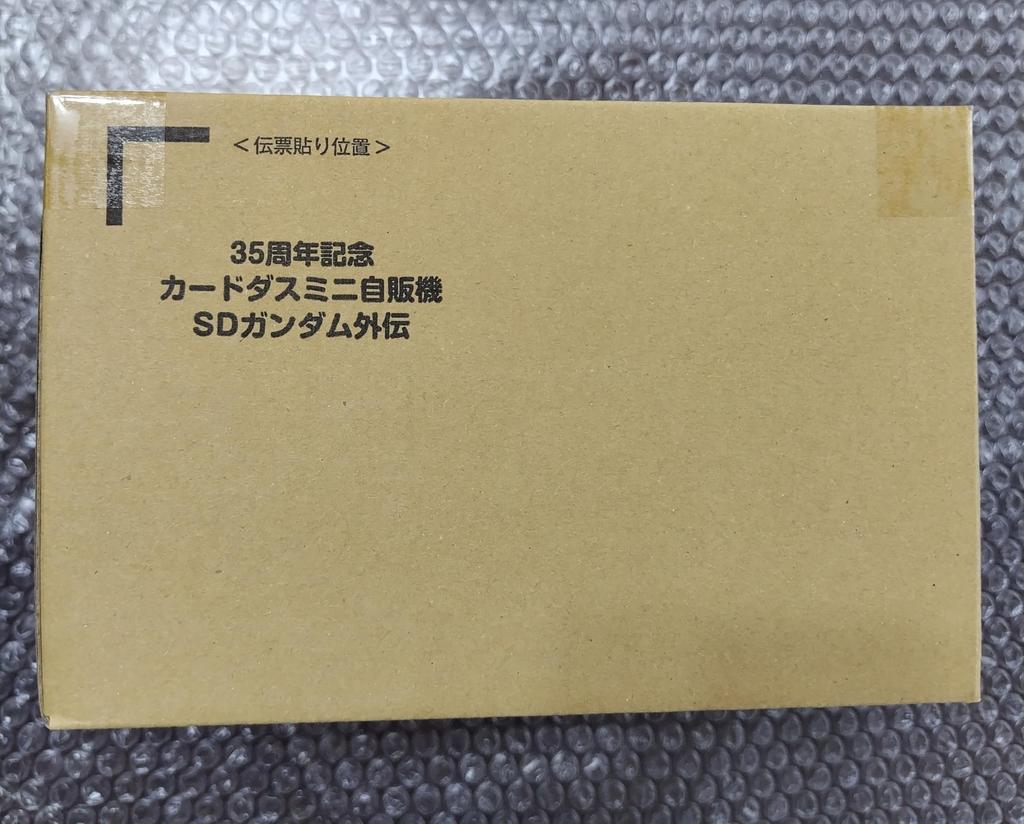 <伝票貼り位置>
35周年記念
カードダスミニ自販機
SDガンダム外伝